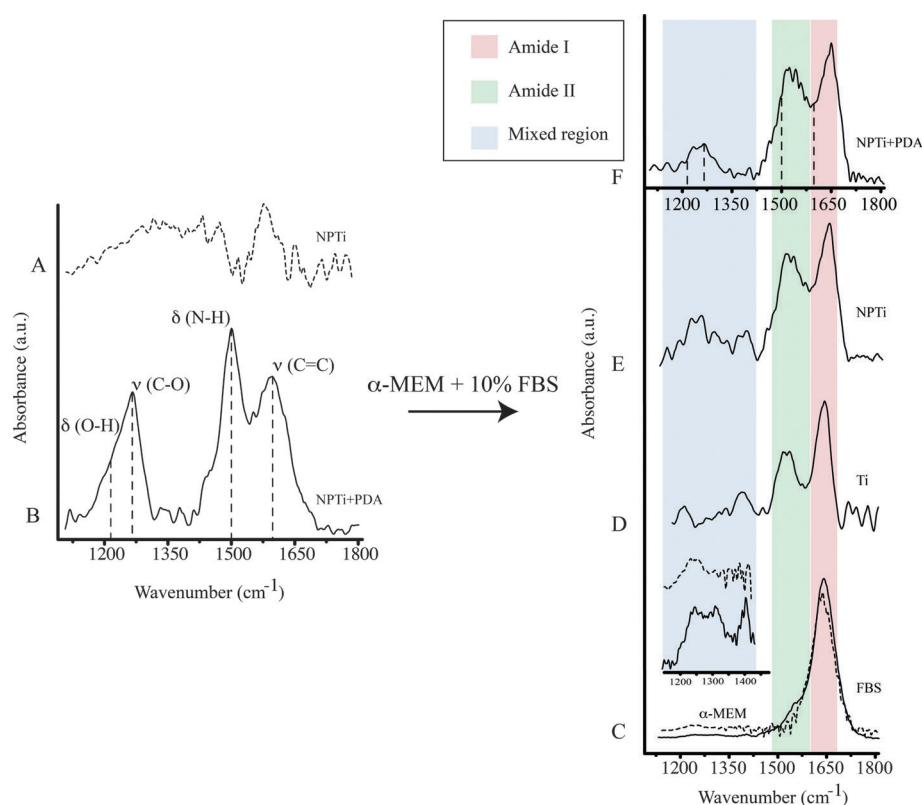 Amide I
Amide II
Mixed region
NPTi+PDA
F
1200 1350 1500 1650 1800
NPTi
A
δ (N-H)
ν (C=C)
ν (C-O)
δ (O-H)
NPTi+PDA
B
Absorbance (a.u.)
1200 1350 1500 1650 1800
Wavenumber (cm-1)
α-MEM + 10% FBS
NPTi
E
Absorbance (a.u.)
Ti
D
1200 1300 1400
FBS
α-MEM
C
1200 1350 1500 1650 1800
Wavenumber (cm-1)